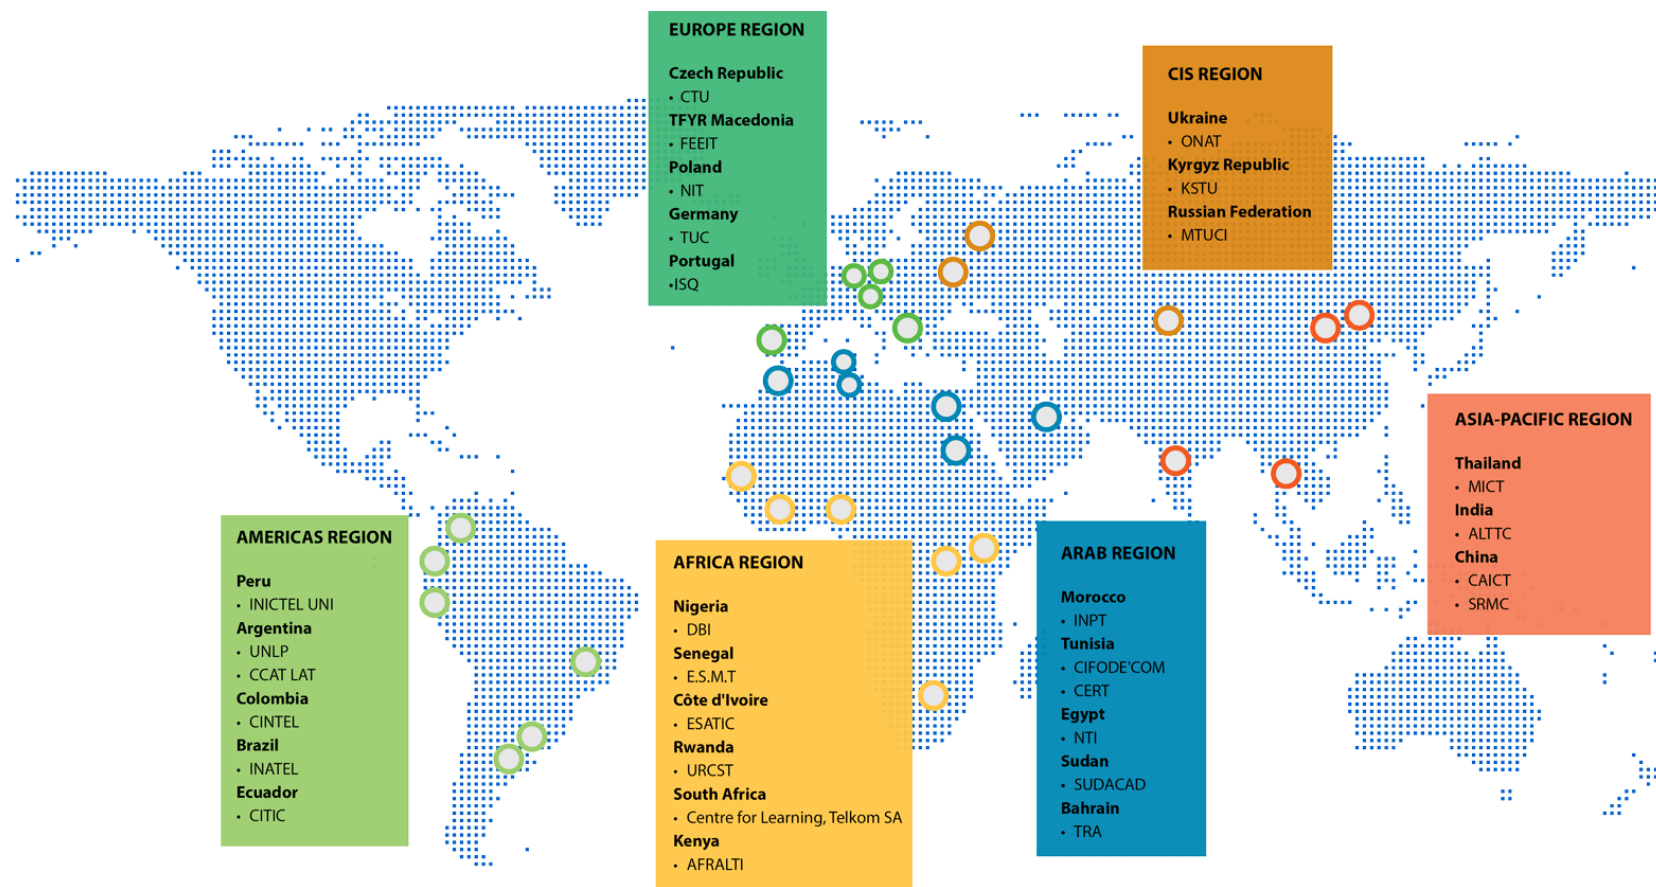 EUROPE REGION
Czech Republic
• CTU
TFYR Macedonia
• FEEIT
Poland
• NIT
Germany
• TUC
Portugal
•ISQ
CIS REGION
Ukraine
• ONAT
Kyrgyz Republic
• KSTU
Russian Federation
• MTUCI
ASIA-PACIFIC REGION
Thailand
• MICT
India
• ALTTC
China
• CAICT
• SRMC
AMERICAS REGION
Peru
• INICTEL UNI
Argentina
• UNLP
• CCAT LAT
Colombia
• CINTEL
Brazil
• INATEL
Ecuador
• CITIC
AFRICA REGION
Nigeria
• DBI
Senegal
• E.S.M.T
Côte d'Ivoire
• ESATIC
Rwanda
• URCST
South Africa
• Centre for Learning, Telkom SA
Kenya
• AFRALTI
ARAB REGION
Morocco
• INPT
Tunisia
• CIFODE'COM
• CERT
Egypt
• NTI
Sudan
• SUDACAD
Bahrain
• TRA